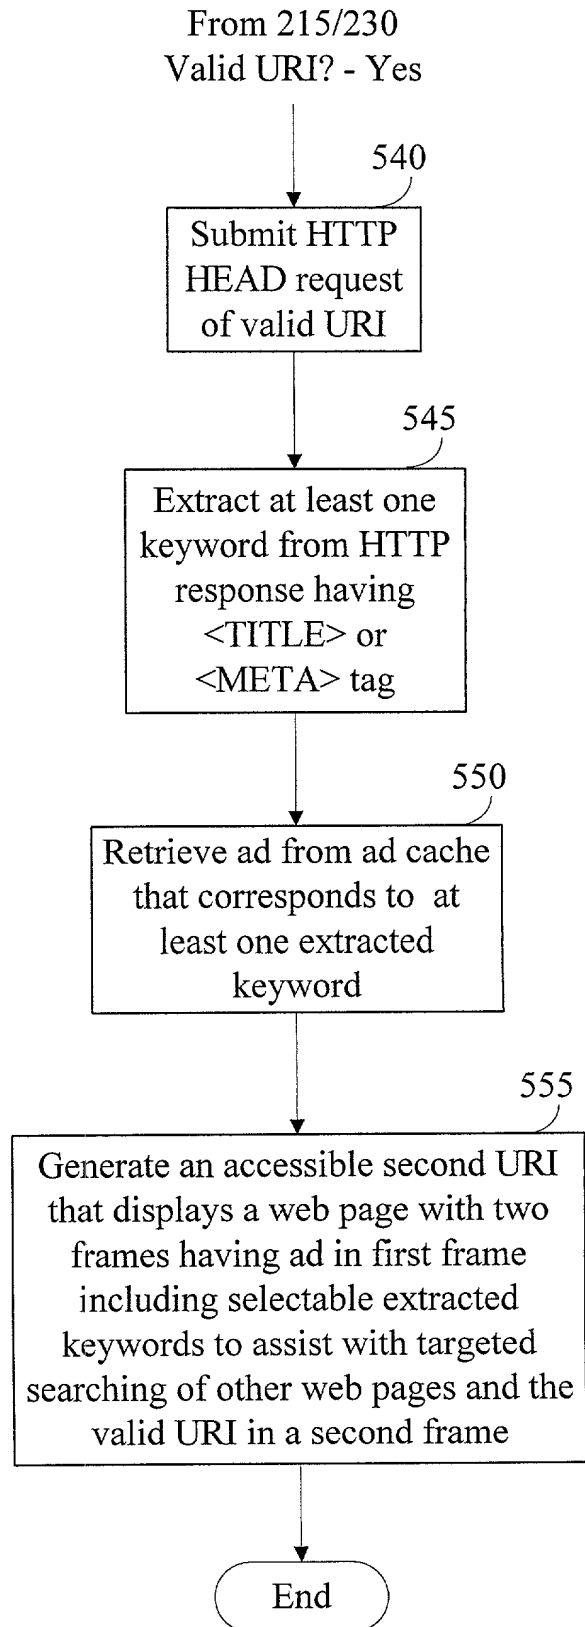 From 215/230
Valid URI? - Yes
540
Submit HTTP
HEAD request
of valid URI
545
Extract at least one
keyword from HTTP
response having
<TITLE> or
<META> tag
550
Retrieve ad from ad cache
that corresponds to at
least one extracted
keyword
555
Generate an accessible second URI
that displays a web page with two
frames having ad in first frame
including selectable extracted
keywords to assist with targeted
searching of other web pages and the
valid URI in a second frame
End